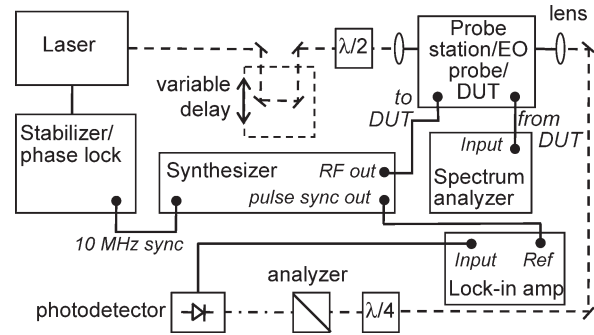 Laser
variable
delay
λ/2
Probe
station/EO
probe/
DUT
lens
to
DUT
from
DUT
Stabilizer/
phase lock
Synthesizer
RF out
pulse sync out
Input
Spectrum
analyzer
10 MHz sync
Input
Ref
Lock-in amp
photodetector
analyzer
λ/4